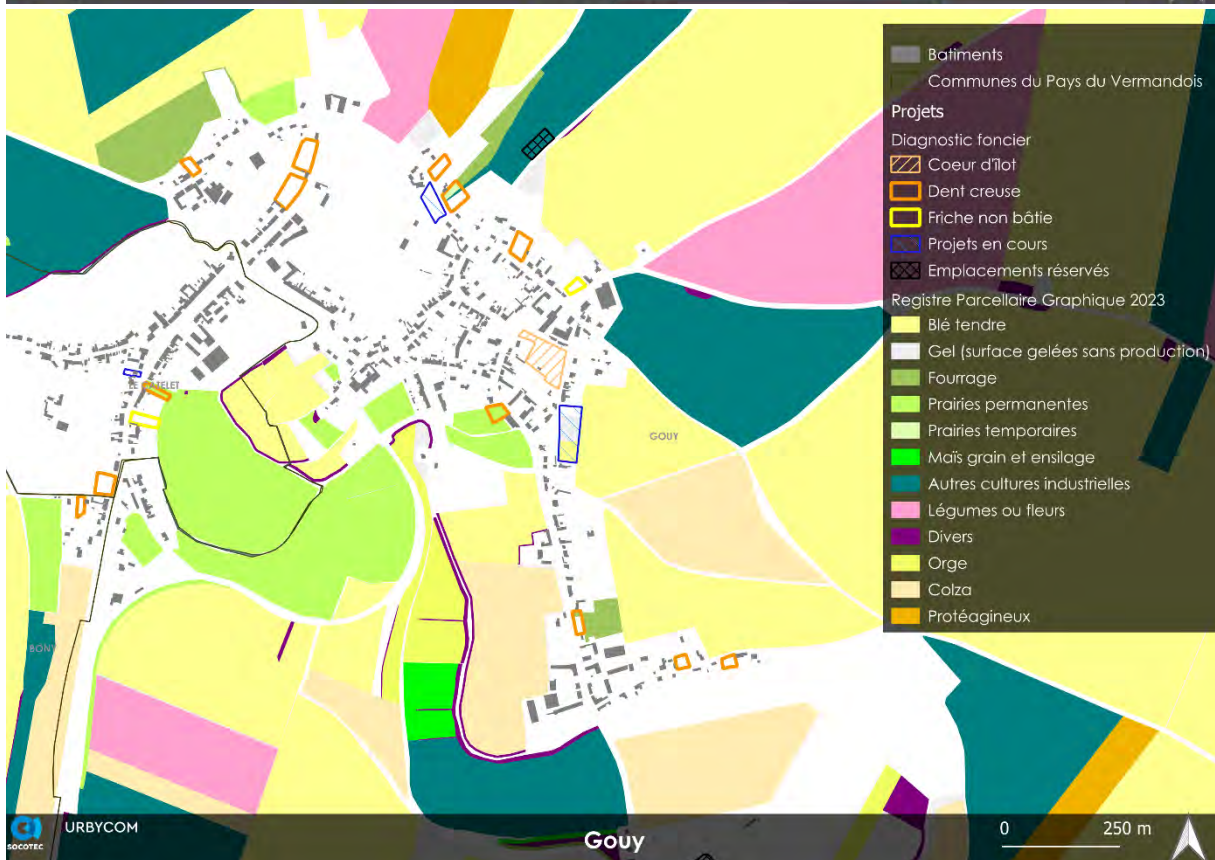 Batiments
Communes du Pays du Vermandois
Projets
Diagnostic foncier
Coeur d'îlot
Dent creuse
Friche non bâtie
Projets en cours
Emplacements réservés
Registre Parcellaire Graphique 2023
Blé tendre
Gel (surface gelées sans production)
Fourrage
Prairies permanentes
Prairies temporaires
Maïs grain et ensilage
Autres cultures industrielles
Légumes ou fleurs
Divers
Orge
Colza
Protéagineux
LE
GOUY
BONY
SOCOTEC
URBYCOM
Gouy
0 250 m